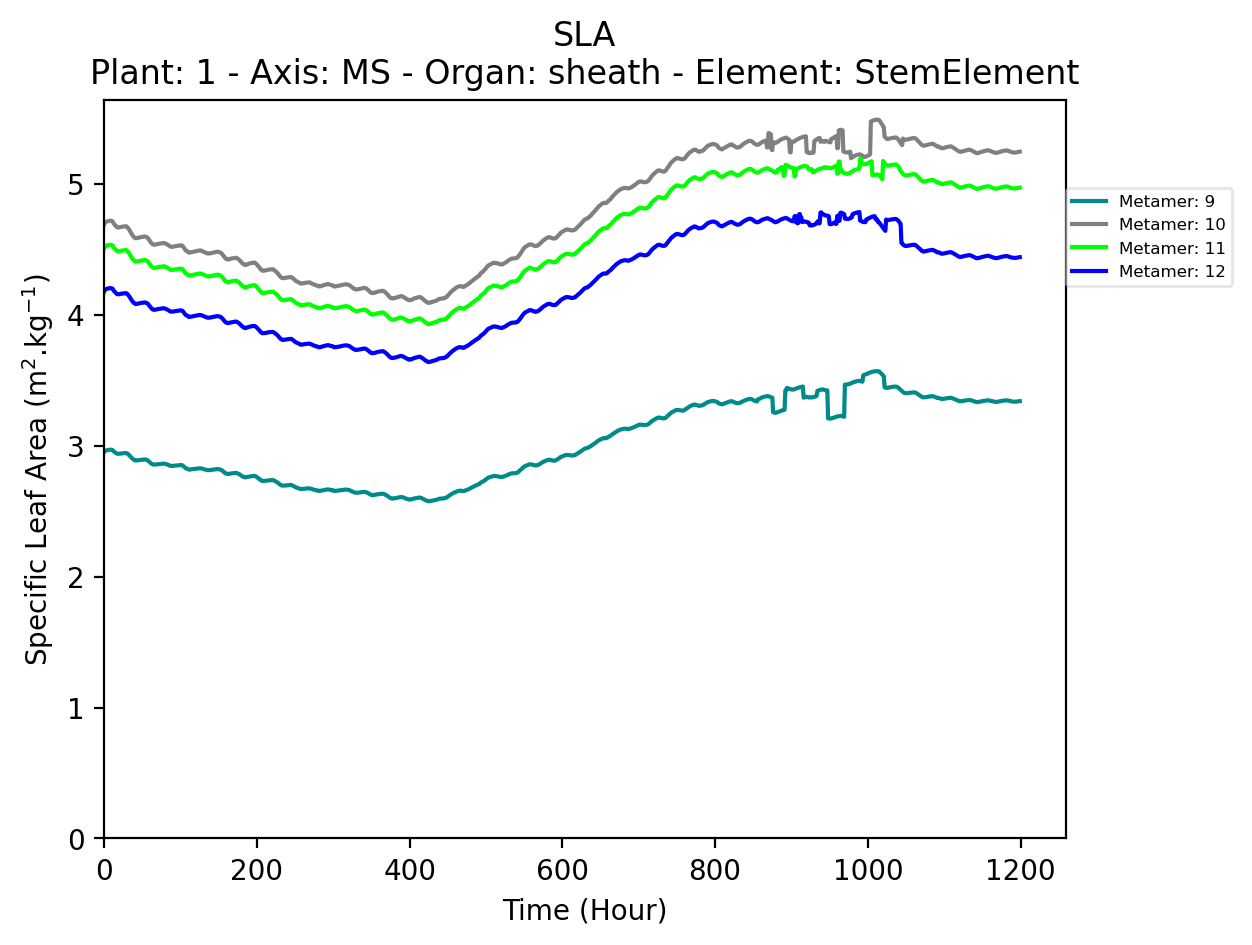 SLA
Plant: 1 - Axis: MS - Organ: sheath - Element: StemElement
Specific Leaf Area (m².kg⁻¹)
5
4
3
2
1
0
0 200 400 600 800 1000 1200
Time (Hour)
Metamer: 9
Metamer: 10
Metamer: 11
Metamer: 12